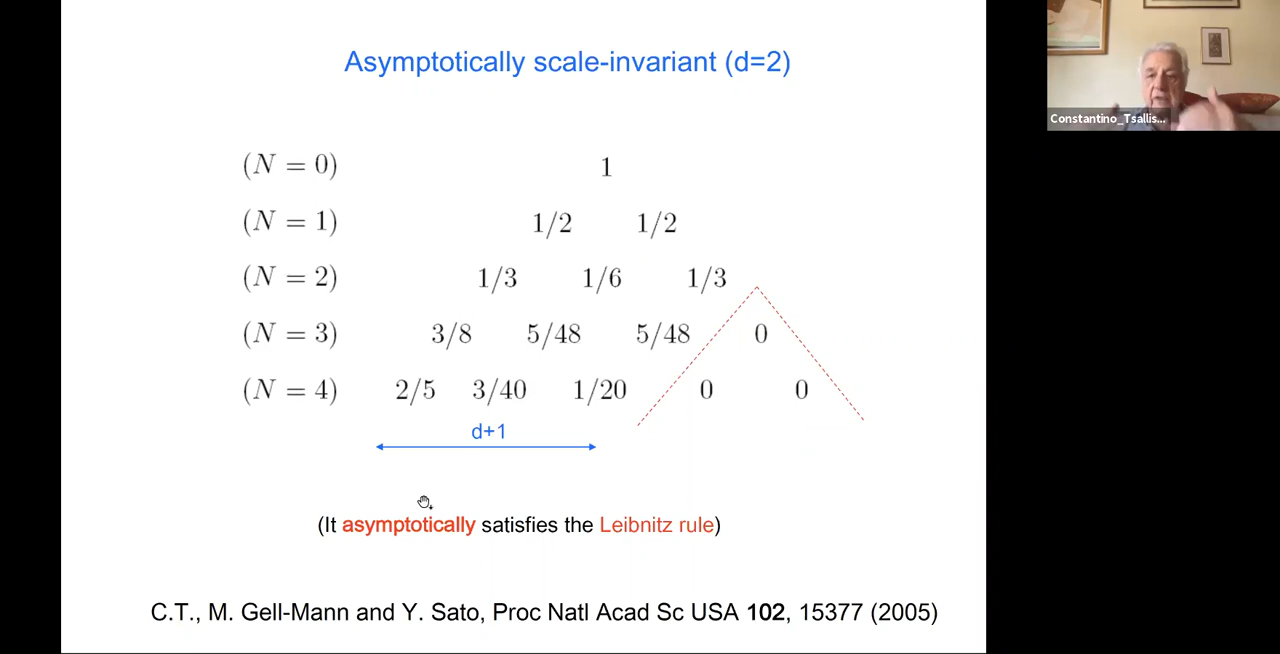 Asymptotically scale-invariant (d=2)
Constantino_Tsallis...
(N = 0) 1
(N = 1) 1/2 1/2
(N = 2) 1/3 1/6 1/3
(N = 3) 3/8 5/48 5/48 0
(N = 4) 2/5 3/40 1/20 0 0
d+1
(It asymptotically satisfies the Leibnitz rule)
C.T., M. Gell-Mann and Y. Sato, Proc Natl Acad Sc USA 102, 15377 (2005)